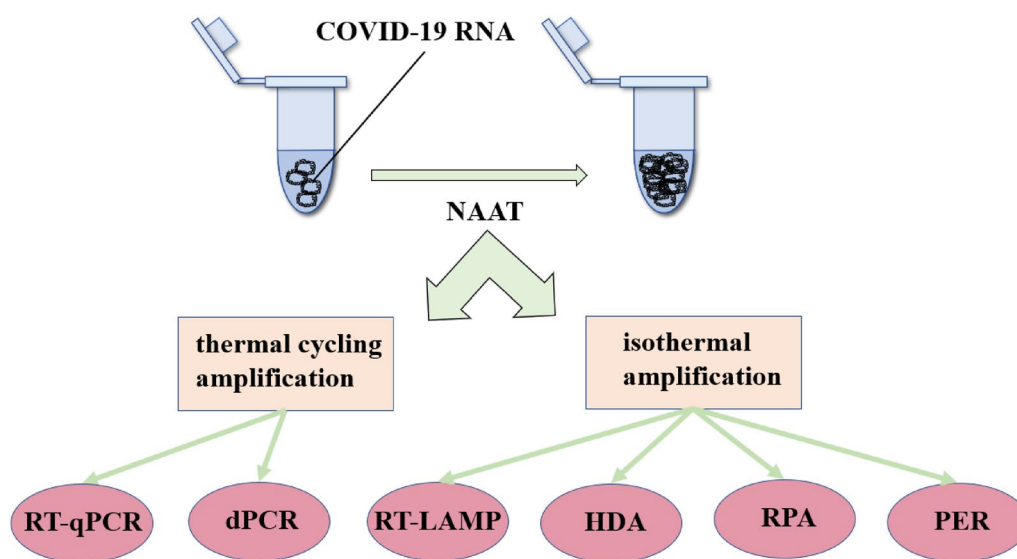 COVID-19 RNA
NAAT
thermal cycling
amplification
isothermal
amplification
RT-qPCR
dPCR
RT-LAMP
HDA
RPA
PER